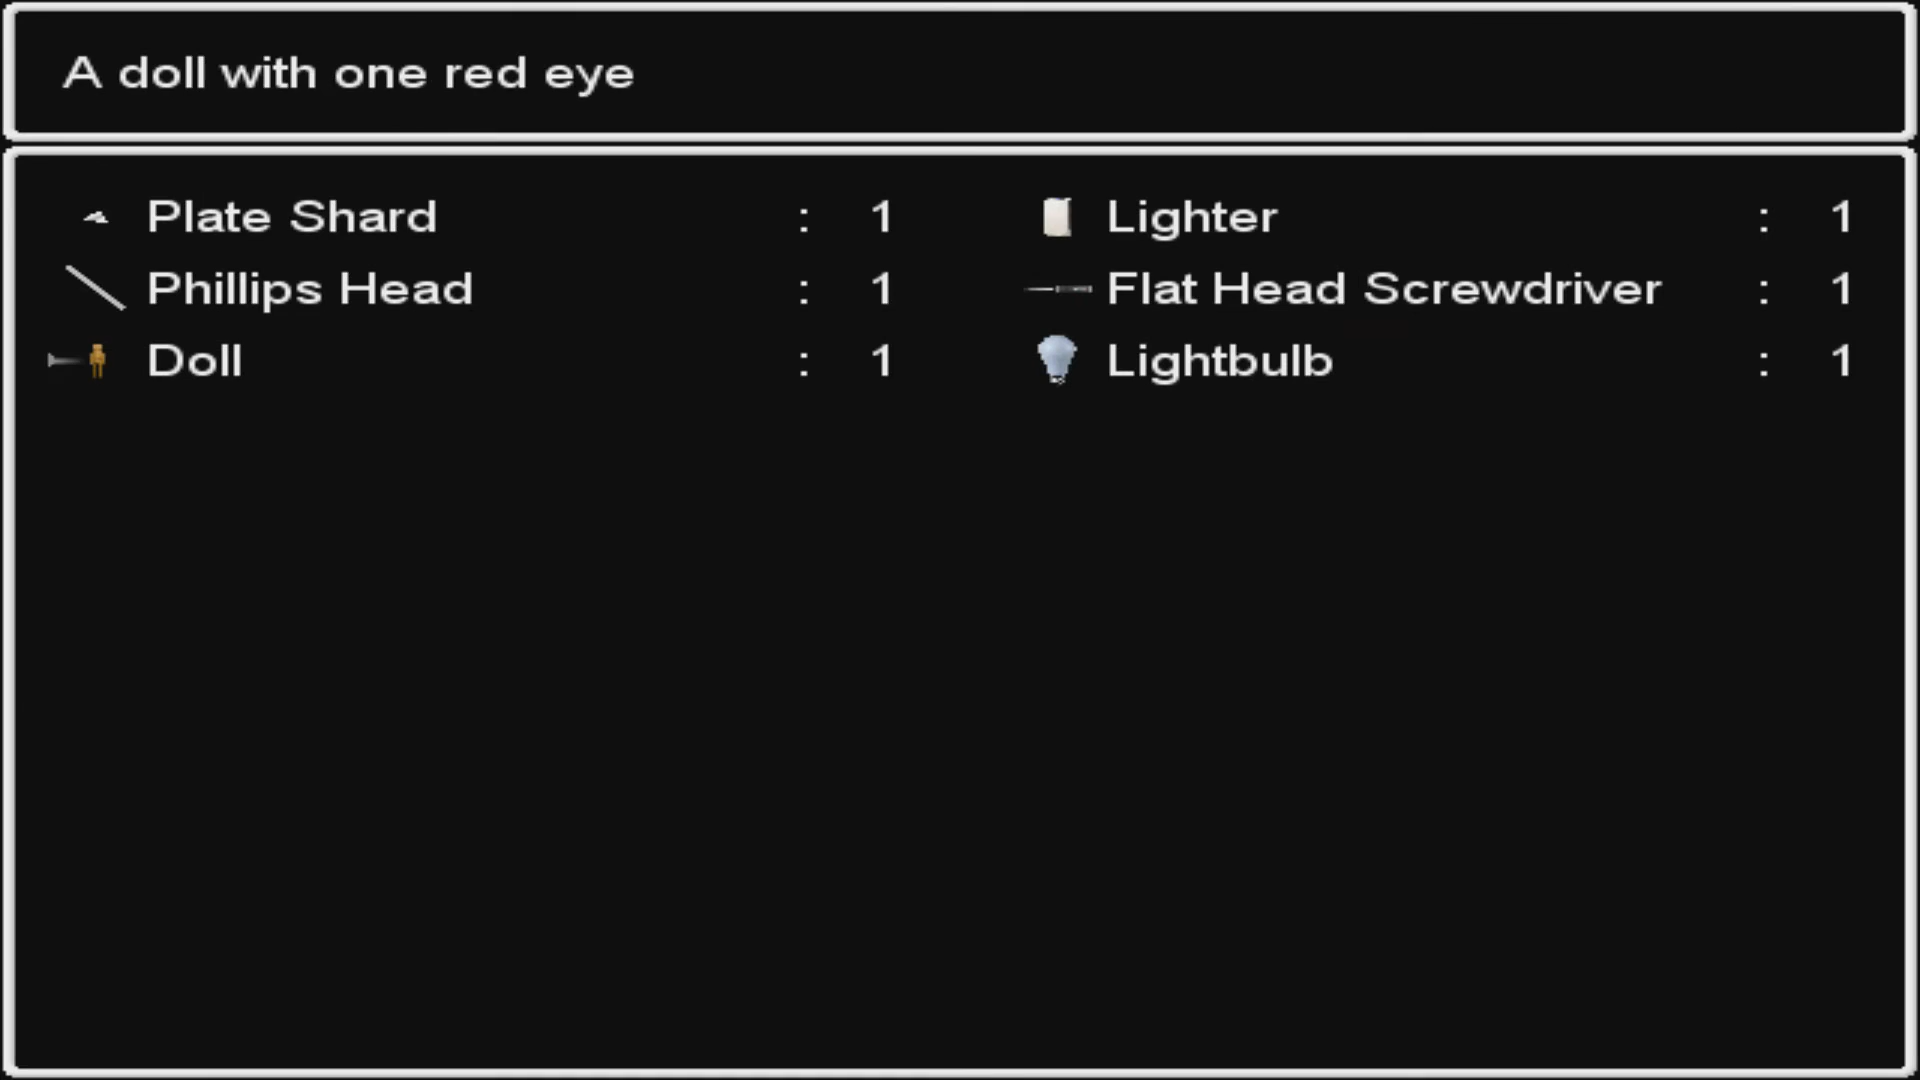 A doll with one red eye
Plate Shard : 1 Lighter : 1
Phillips Head : 1 Flat Head Screwdriver : 1
Doll : 1 Lightbulb : 1